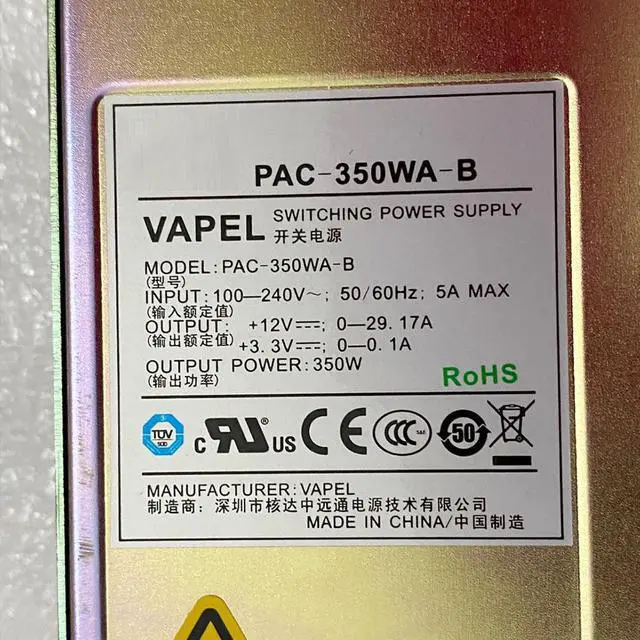 PAC-350WA-B
VAPEL SWITCHING POWER SUPPLY
开关电源
MODEL: PAC-350WA-B
(型号)
INPUT: 100—240V～; 50/60Hz; 5A MAX
(输入额定值)
OUTPUT: +12V⎓; 0—29.17A
(输出额定值) +3.3V⎓; 0—0.1A
OUTPUT POWER: 350W
(输出功率)
RoHS
TÜV
SÜD
c RU US CE CCC S&E 50
MANUFACTURER: VAPEL
制造商: 深圳市核达中远通电源技术有限公司
MADE IN CHINA/中国制造